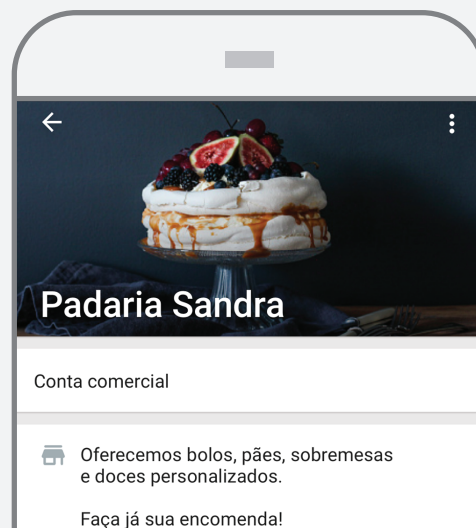 Padaria Sandra
Conta comercial
Oferecemos bolos, pães, sobremesas
e doces personalizados.
Faça já sua encomenda!